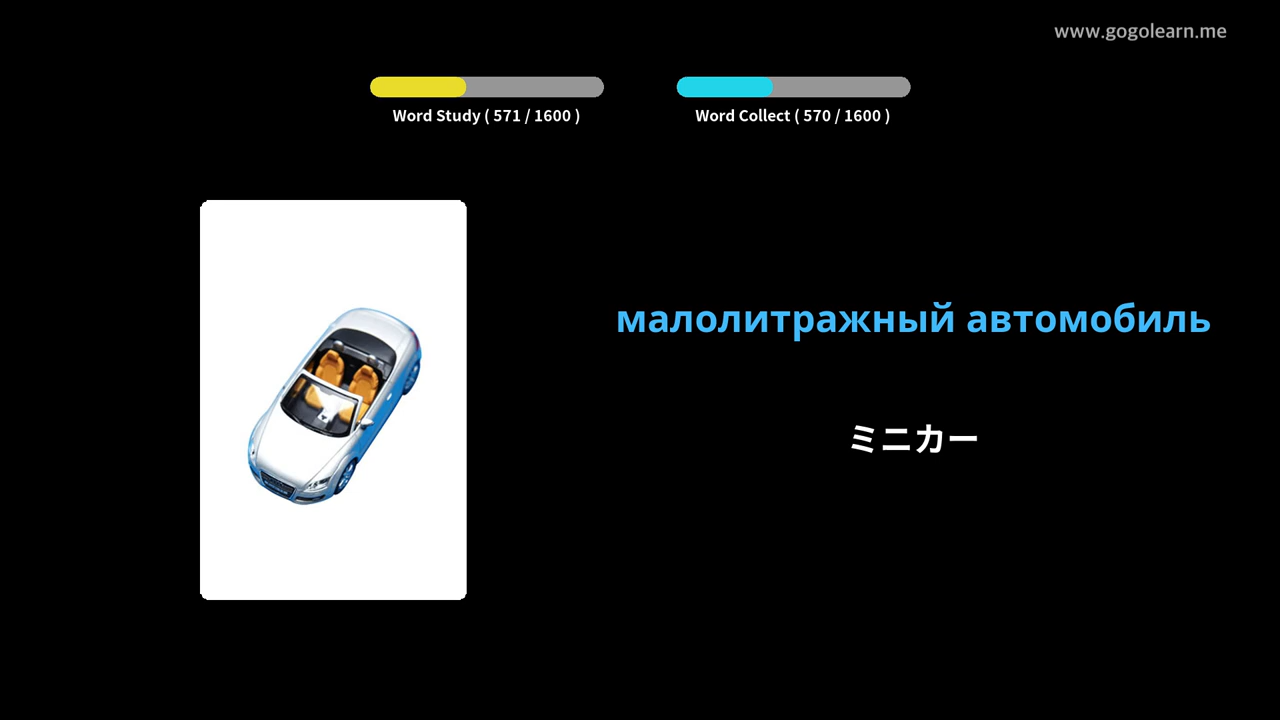 www.gogolearn.me
Word Study ( 571 / 1600 )
Word Collect ( 570 / 1600 )
малолитражный автомобиль
ミニカー